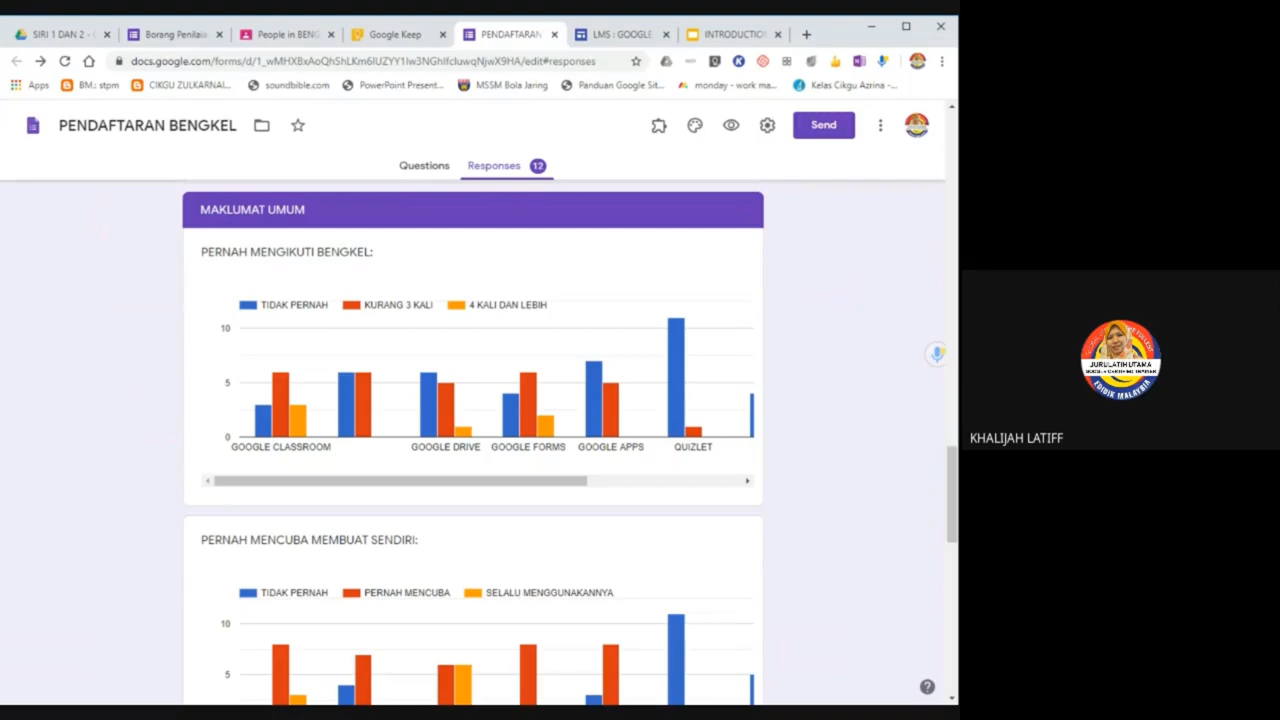 SIRI 1 DAN 2 -
Borang Penilaia
People in BENG
Google Keep
PENDAFTARAN
LMS : GOOGLE
INTRODUCTIO
docs.google.com/forms/d/1_wMHXBxAoQhShLKm6IUZYY1Iw3NGhIfcluwqNjwX9HA/edit#responses
Apps
BM.: stpm
CIKGU ZULKARNAI...
soundbible.com
PowerPoint Present...
MSSM Bola Jaring
Panduan Google Sit...
monday - work ma...
Kelas Cikgu Azrina -...
PENDAFTARAN BENGKEL
Send
Questions
Responses 12
MAKLUMAT UMUM
PERNAH MENGIKUTI BENGKEL:
TIDAK PERNAH
KURANG 3 KALI
4 KALI DAN LEBIH
10
5
0
GOOGLE CLASSROOM
GOOGLE DRIVE
GOOGLE FORMS
GOOGLE APPS
QUIZLET
PERNAH MENCUBA MEMBUAT SENDIRI:
TIDAK PERNAH
PERNAH MENCUBA
SELALU MENGGUNAKANNYA
10
5
JURULATIH UTAMA
GOOGLE CERTIFIED TRAINER
EDIDIK MALAYSIA
KHALIJAH LATIFF